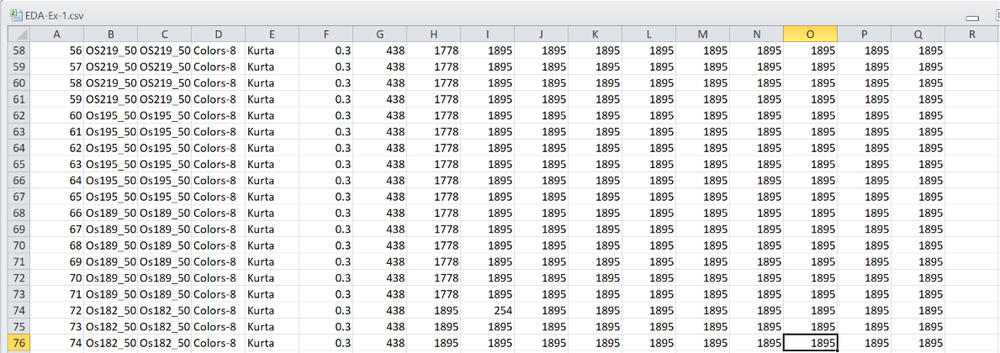 EDA-Ex-1.csv
A B C D E F G H I J K L M N O P Q R
58 56 OS219_50 OS219_50 Colors-8 Kurta 0.3 438 1778 1895 1895 1895 1895 1895 1895 1895 1895 1895
59 57 OS219_50 OS219_50 Colors-8 Kurta 0.3 438 1778 1895 1895 1895 1895 1895 1895 1895 1895 1895
60 58 OS219_50 OS219_50 Colors-8 Kurta 0.3 438 1778 1895 1895 1895 1895 1895 1895 1895 1895 1895
61 59 OS219_50 OS219_50 Colors-8 Kurta 0.3 438 1778 1895 1895 1895 1895 1895 1895 1895 1895 1895
62 60 Os195_50 Os195_50 Colors-8 Kurta 0.3 438 1778 1895 1895 1895 1895 1895 1895 1895 1895 1895
63 61 Os195_50 Os195_50 Colors-8 Kurta 0.3 438 1778 1895 1895 1895 1895 1895 1895 1895 1895 1895
64 62 Os195_50 Os195_50 Colors-8 Kurta 0.3 438 1778 1895 1895 1895 1895 1895 1895 1895 1895 1895
65 63 Os195_50 Os195_50 Colors-8 Kurta 0.3 438 1778 1895 1895 1895 1895 1895 1895 1895 1895 1895
66 64 Os195_50 Os195_50 Colors-8 Kurta 0.3 438 1778 1895 1895 1895 1895 1895 1895 1895 1895 1895
67 65 Os195_50 Os195_50 Colors-8 Kurta 0.3 438 1778 1895 1895 1895 1895 1895 1895 1895 1895 1895
68 66 Os189_50 Os189_50 Colors-8 Kurta 0.3 438 1778 1895 1895 1895 1895 1895 1895 1895 1895 1895
69 67 Os189_50 Os189_50 Colors-8 Kurta 0.3 438 1778 1895 1895 1895 1895 1895 1895 1895 1895 1895
70 68 Os189_50 Os189_50 Colors-8 Kurta 0.3 438 1778 1895 1895 1895 1895 1895 1895 1895 1895 1895
71 69 Os189_50 Os189_50 Colors-8 Kurta 0.3 438 1778 1895 1895 1895 1895 1895 1895 1895 1895 1895
72 70 Os189_50 Os189_50 Colors-8 Kurta 0.3 438 1778 1895 1895 1895 1895 1895 1895 1895 1895 1895
73 71 Os189_50 Os189_50 Colors-8 Kurta 0.3 438 1778 1895 1895 1895 1895 1895 1895 1895 1895 1895
74 72 Os182_50 Os182_50 Colors-8 Kurta 0.3 438 1895 254 1895 1895 1895 1895 1895 1895 1895 1895
75 73 Os182_50 Os182_50 Colors-8 Kurta 0.3 438 1895 1895 1895 1895 1895 1895 1895 1895 1895 1895
76 74 Os182_50 Os182_50 Colors-8 Kurta 0.3 438 1895 1895 1895 1895 1895 1895 1895 1895 1895 1895